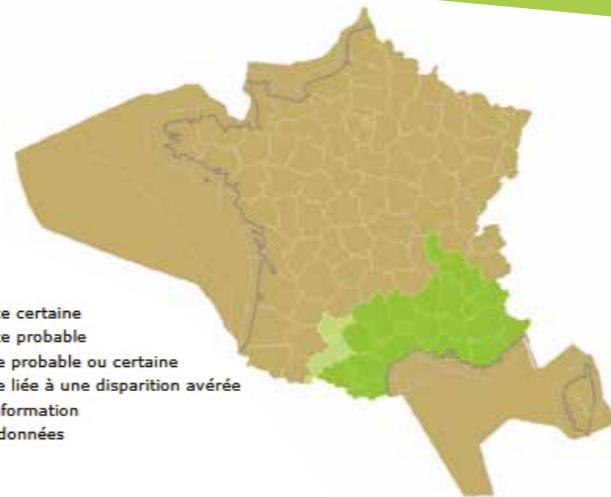 e certaine
e probable
e probable ou certaine
e liée à une disparition avérée
formation
données